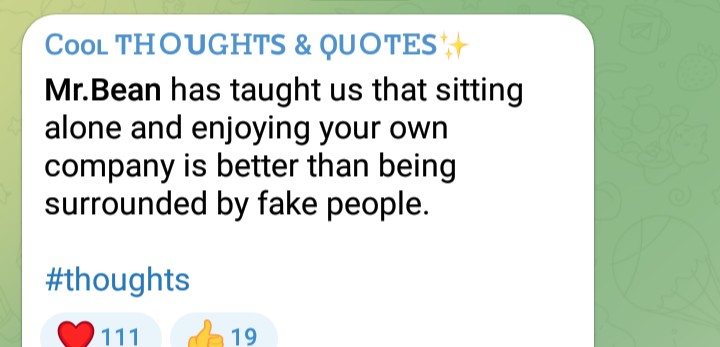 Cool THOUGHTS & QUOTES✨
Mr.Bean has taught us that sitting
alone and enjoying your own
company is better than being
surrounded by fake people.
#thoughts
❤️ 111 👍 19